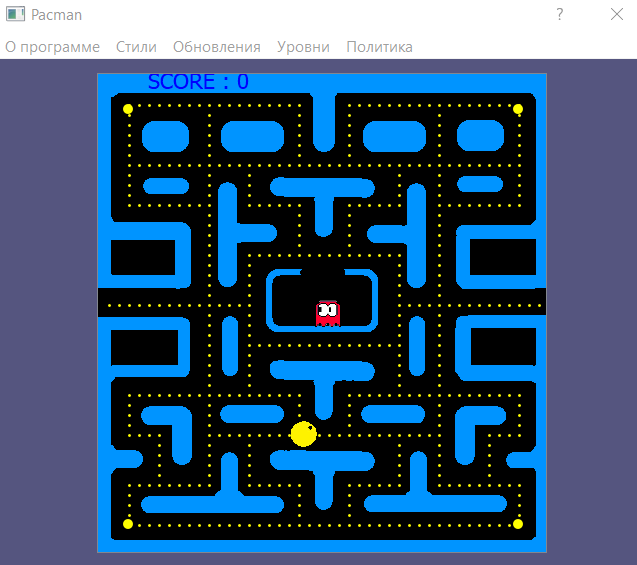 Pacman
?
О программе Стили Обновления Уровни Политика
SCORE : 0